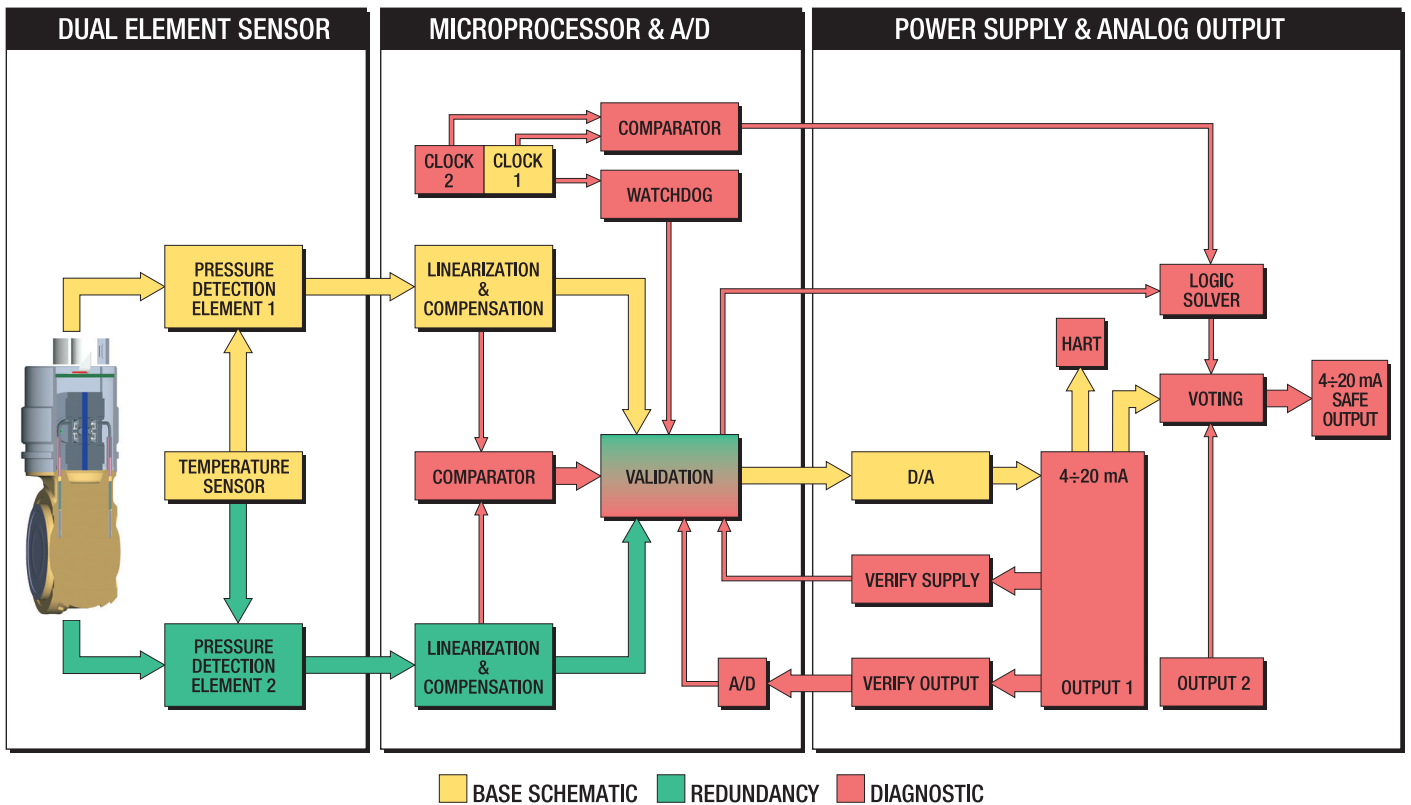 DUAL ELEMENT SENSOR
MICROPROCESSOR & A/D
POWER SUPPLY & ANALOG OUTPUT
COMPARATOR
CLOCK
2
CLOCK
1
WATCHDOG
PRESSURE
DETECTION
ELEMENT 1
LINEARIZATION
&
COMPENSATION
LOGIC
SOLVER
HART
VOTING
4÷20 mA
SAFE
OUTPUT
TEMPERATURE
SENSOR
COMPARATOR
VALIDATION
D/A
4÷20 mA
VERIFY SUPPLY
PRESSURE
DETECTION
ELEMENT 2
LINEARIZATION
&
COMPENSATION
A/D
VERIFY OUTPUT
OUTPUT 1
OUTPUT 2
BASE SCHEMATIC
REDUNDANCY
DIAGNOSTIC